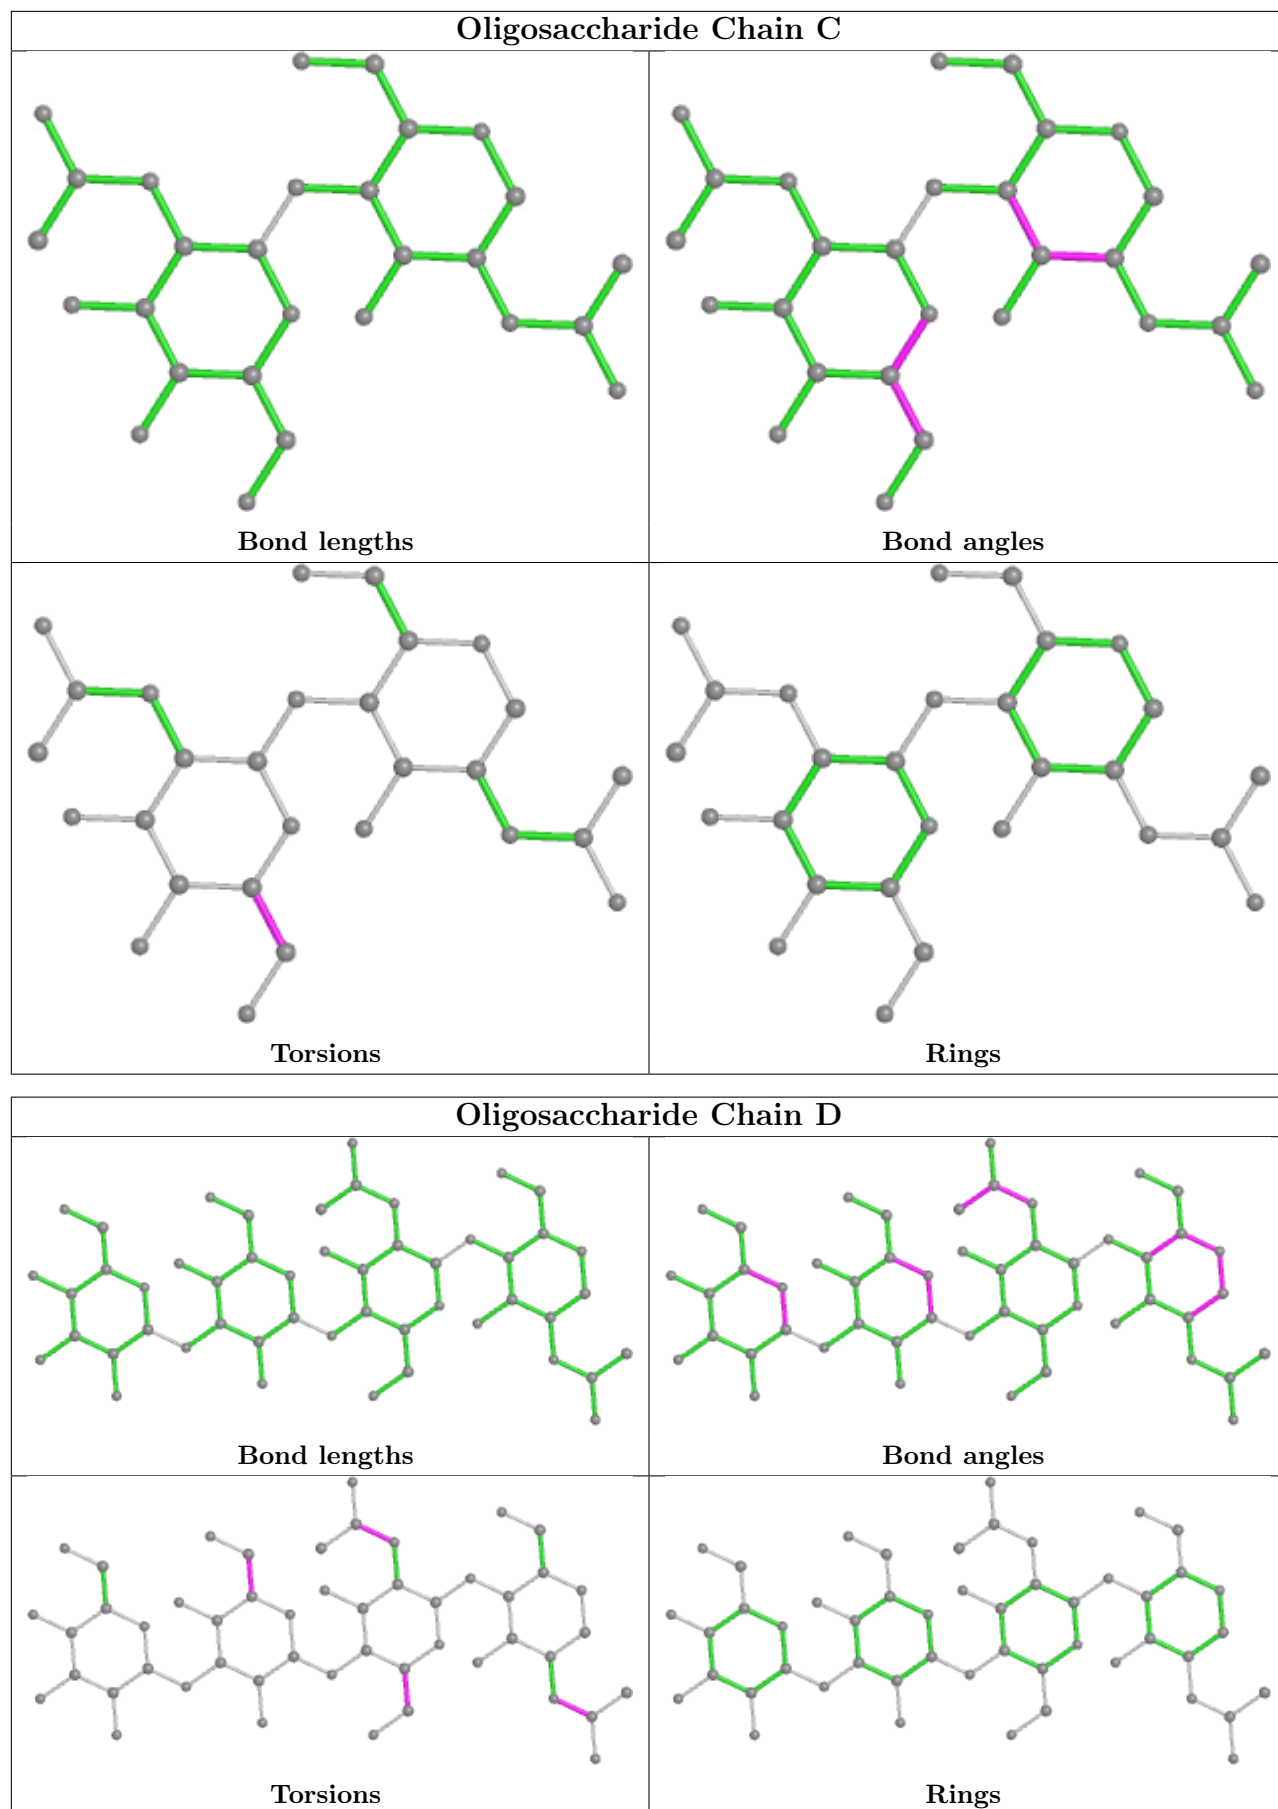 Oligosaccharide Chain C
Bond lengths
Bond angles
Torsions
Rings
Oligosaccharide Chain D
Bond lengths
Bond angles
Torsions
Rings